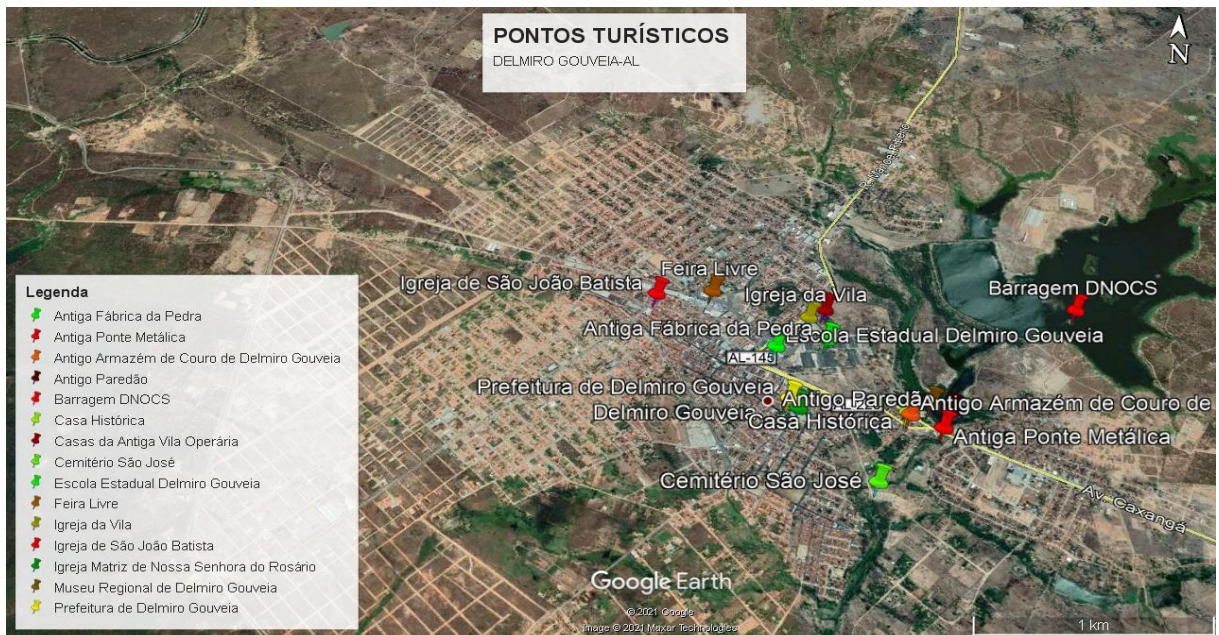 PONTOS TURÍSTICOS
DELMIRO GOUVEIA-AL
N
Feira Livre
Igreja de São João Batista
Igreja da Vila
Barragem DNOCS
Antiga Fábrica da Pedra
Escola Estadual Delmiro Gouveia
AL-145
Prefeitura de Delmiro Gouveia
Antigo Paredã
Antigo Armazém de Couro de
Delmiro Gouveia
Casa Histórica
Antiga Ponte Metálica
Cemitério São José
Av. Caxangá
Legenda
Antiga Fábrica da Pedra
Antiga Ponte Metálica
Antigo Armazém de Couro de Delmiro Gouveia
Antigo Paredão
Barragem DNOCS
Casa Histórica
Casas da Antiga Vila Operária
Cemitério São José
Escola Estadual Delmiro Gouveia
Feira Livre
Igreja da Vila
Igreja de São João Batista
Igreja Matriz de Nossa Senhora do Rosário
Museu Regional de Delmiro Gouveia
Prefeitura de Delmiro Gouveia
Google Earth
© 2021 Google
Image © 2021 Maxar Technologies
1 km